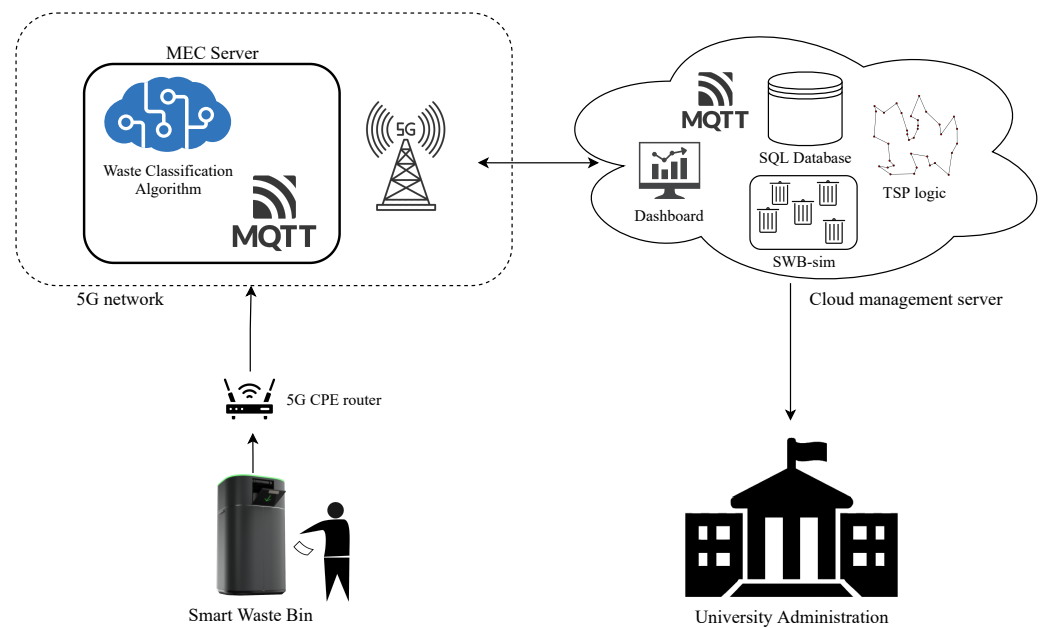 MEC Server
Waste Classification
Algorithm
MQTT
5G
5G network
5G CPE router
Smart Waste Bin
MQTT
SQL Database
TSP logic
Dashboard
SWB-sim
Cloud management server
University Administration